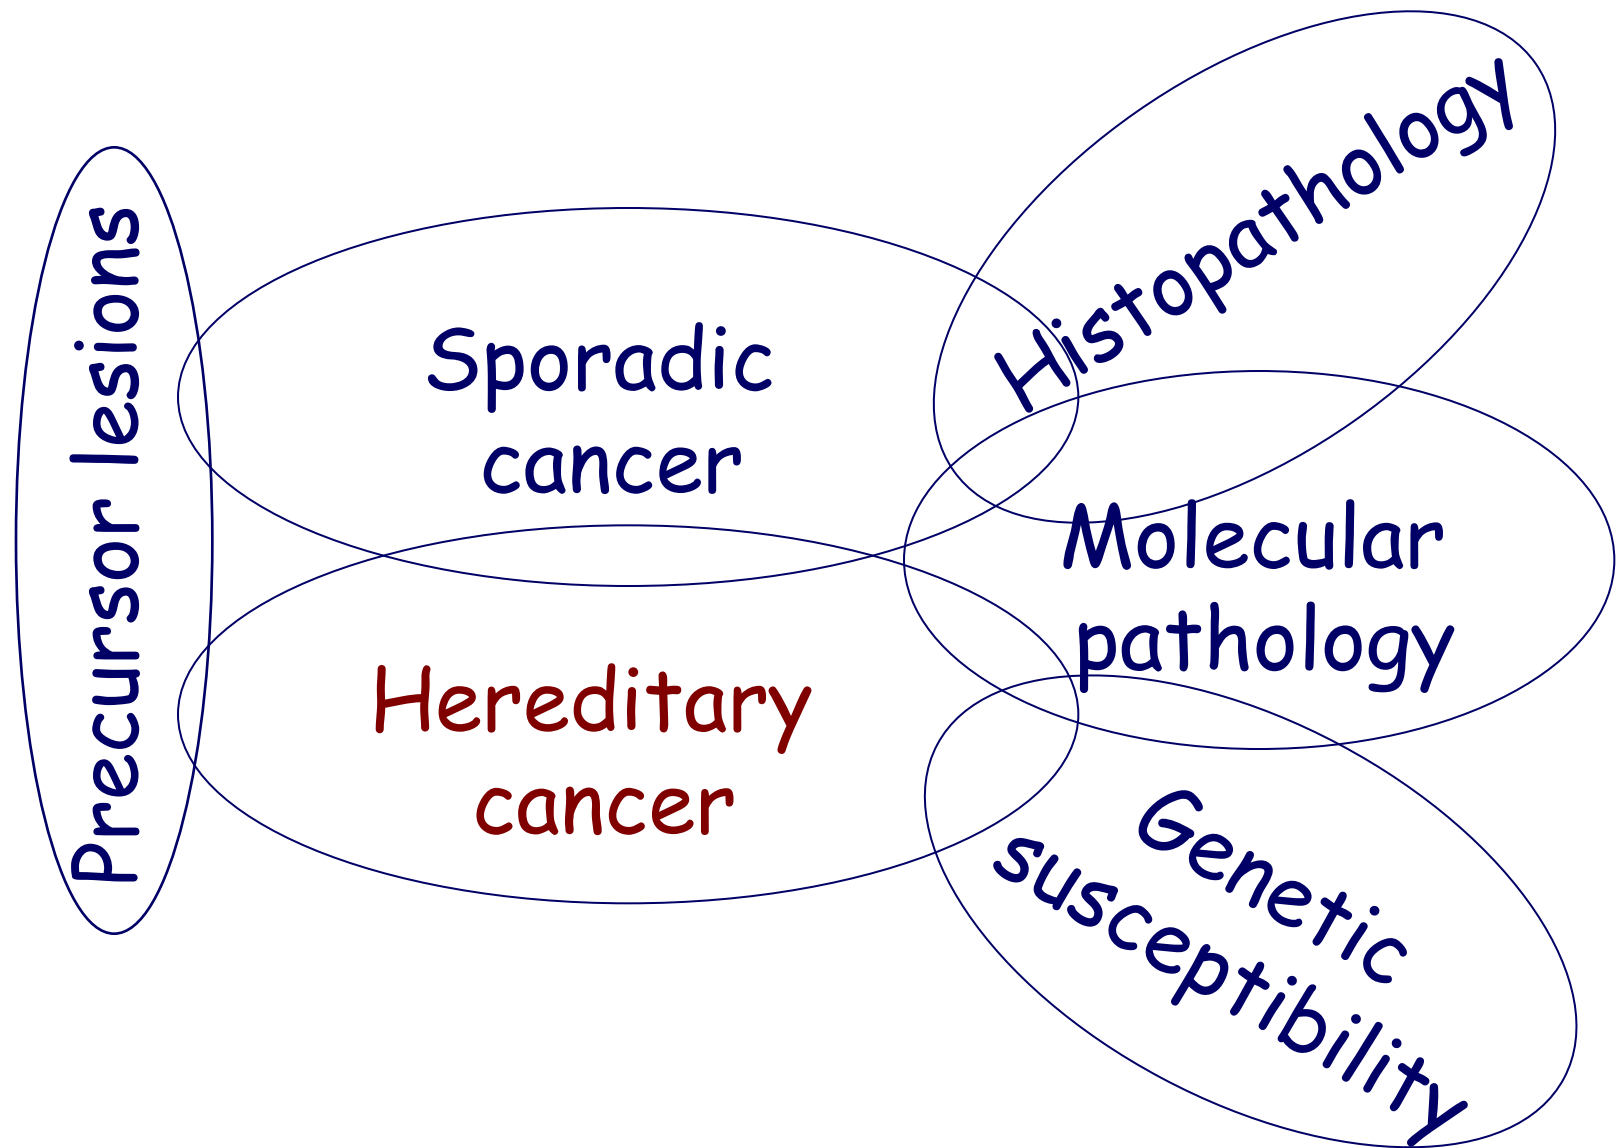 Precursor lesions
Sporadic
cancer
Hereditary
cancer
Histopathology
Molecular
pathology
Genetic
susceptibility